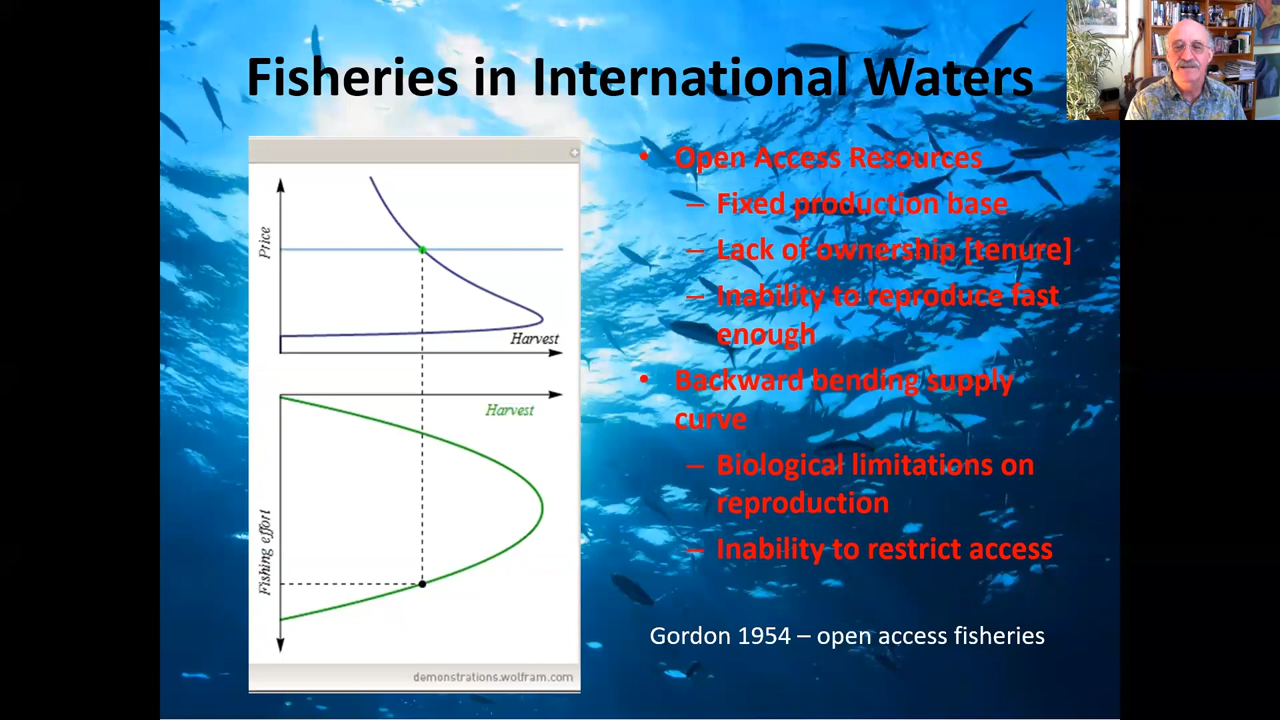 Fisheries in International Waters
Price
Harvest
Harvest
Fishing effort
demonstrations.wolfram.com
• Open Access Resources
– Fixed production base
– Lack of ownership [tenure]
– Inability to reproduce fast
enough
• Backward bending supply
curve
– Biological limitations on
reproduction
– Inability to restrict access
Gordon 1954 – open access fisheries